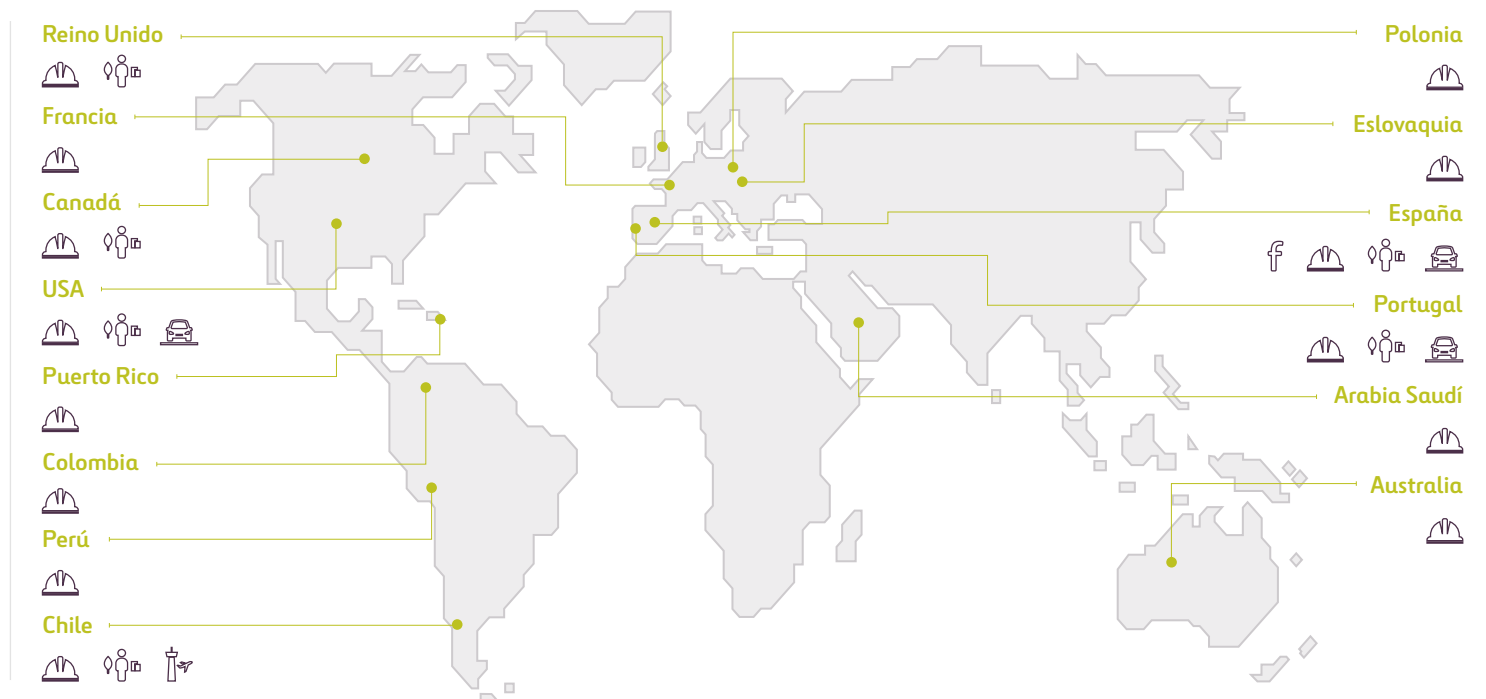 Reino Unido
Francia
Canadá
USA
Puerto Rico
Colombia
Perú
Chile
Polonia
Eslovaquia
España
Portugal
Arabia Saudí
Australia